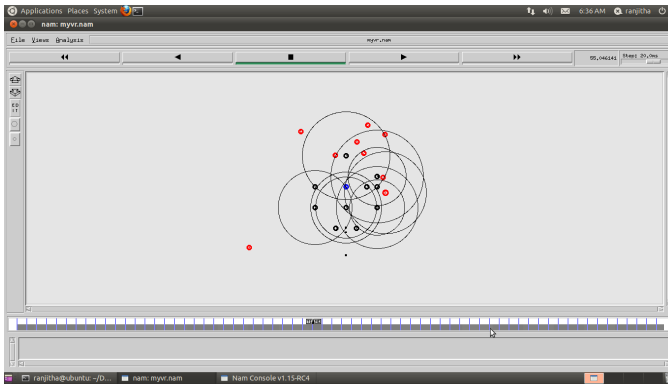 Applications Places System 6:36 AM ranjitha
nam: myvr.nam
File Views Analysis myvr.nam
55.046141 Step: 20.0ms
ranjitha@ubuntu: ~/D... nam: myvr.nam Nam Console v1.15-RC4